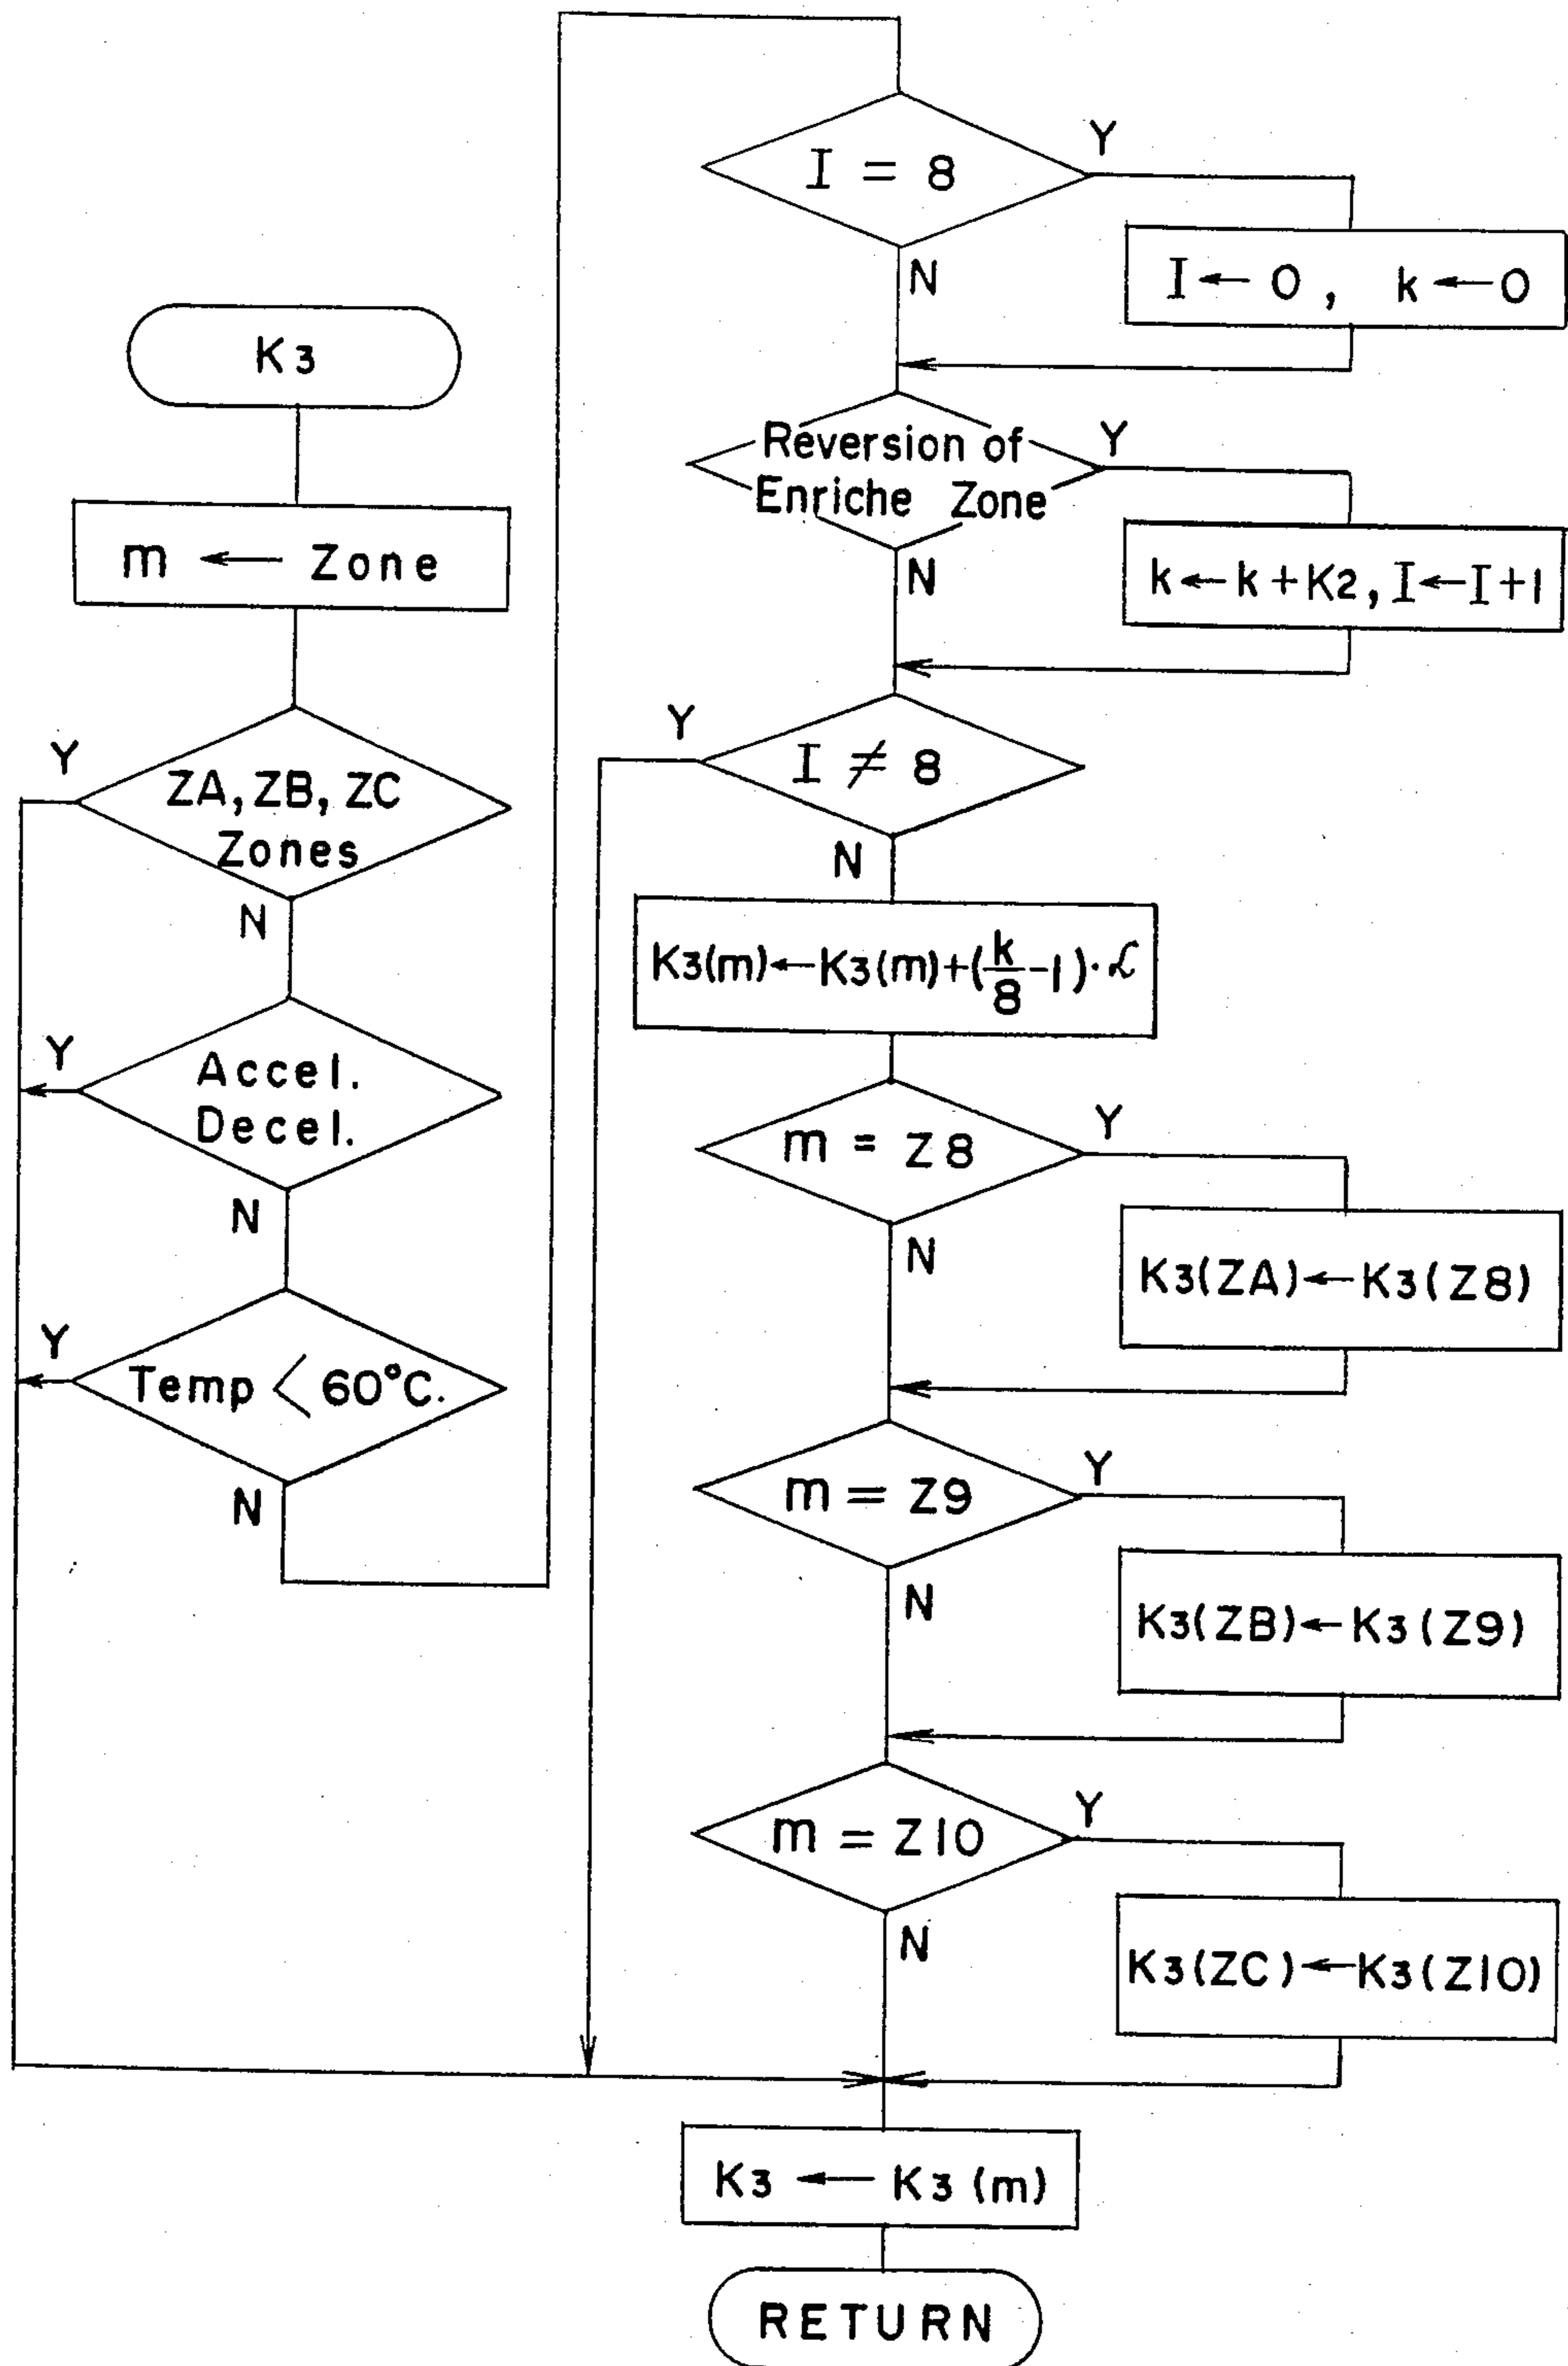 K3
m ← Zone
Y
ZA, ZB, ZC
Zones
N
Y
Accel.
Decel.
N
Y
Temp < 60°C.
N
I = 8
Y
N
I ← 0 , k ← 0
Reversion of
Enriche Zone
Y
N
k ← k + K2, I ← I + 1
Y
I ≠ 8
N
K3(m) ← K3(m) + (k/8 - 1) · ℒ
m = Z8
Y
N
K3(ZA) ← K3(Z8)
m = Z9
Y
N
K3(ZB) ← K3(Z9)
m = Z10
Y
N
K3(ZC) ← K3(Z10)
K3 ← K3 (m)
RETURN